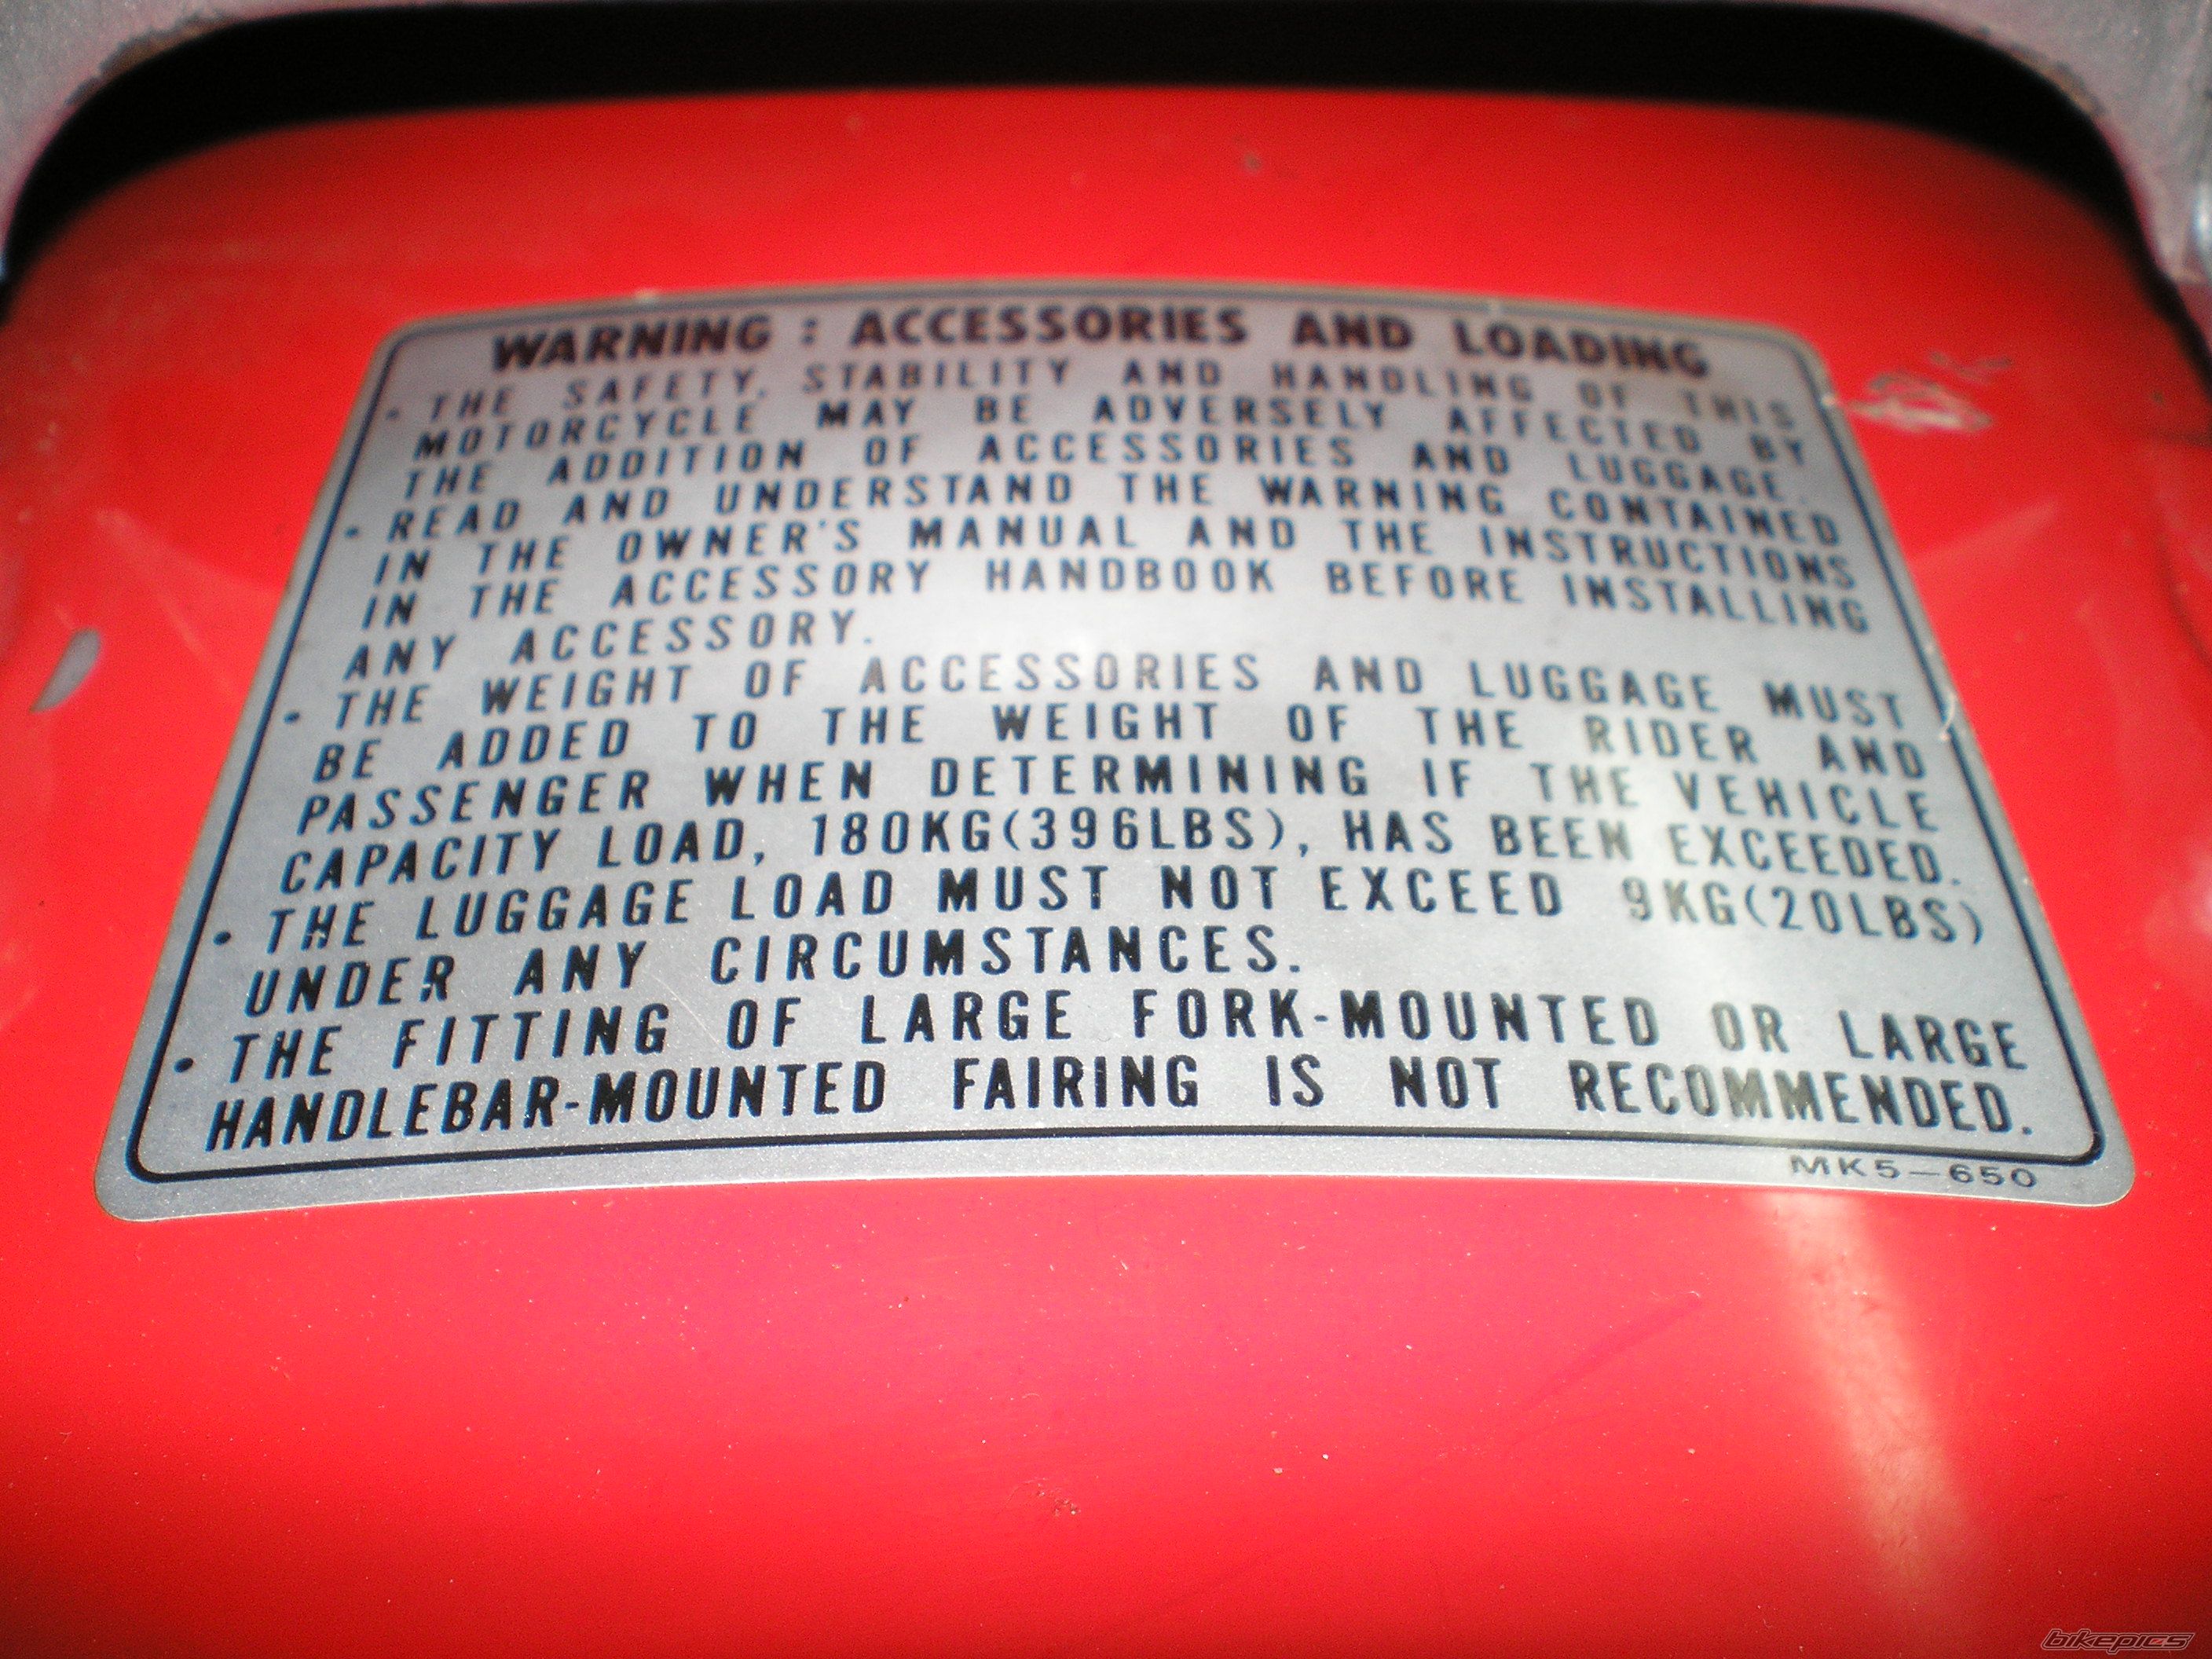 WARNING : ACCESSORIES AND LOADING
• THE SAFETY, STABILITY AND HANDLING OF THIS
MOTORCYCLE MAY BE ADVERSELY AFFECTED BY
THE ADDITION OF ACCESSORIES AND LUGGAGE.
• READ AND UNDERSTAND THE WARNING CONTAINED
IN THE OWNER'S MANUAL AND THE INSTRUCTIONS
IN THE ACCESSORY HANDBOOK BEFORE INSTALLING
ANY ACCESSORY.
• THE WEIGHT OF ACCESSORIES AND LUGGAGE MUST
BE ADDED TO THE WEIGHT OF THE RIDER AND
PASSENGER WHEN DETERMINING IF THE VEHICLE
CAPACITY LOAD, 180KG(396LBS), HAS BEEN EXCEEDED.
• THE LUGGAGE LOAD MUST NOT EXCEED 9KG(20LBS)
UNDER ANY CIRCUMSTANCES.
• THE FITTING OF LARGE FORK-MOUNTED OR LARGE
HANDLEBAR-MOUNTED FAIRING IS NOT RECOMMENDED.
MK5-650
bikepics